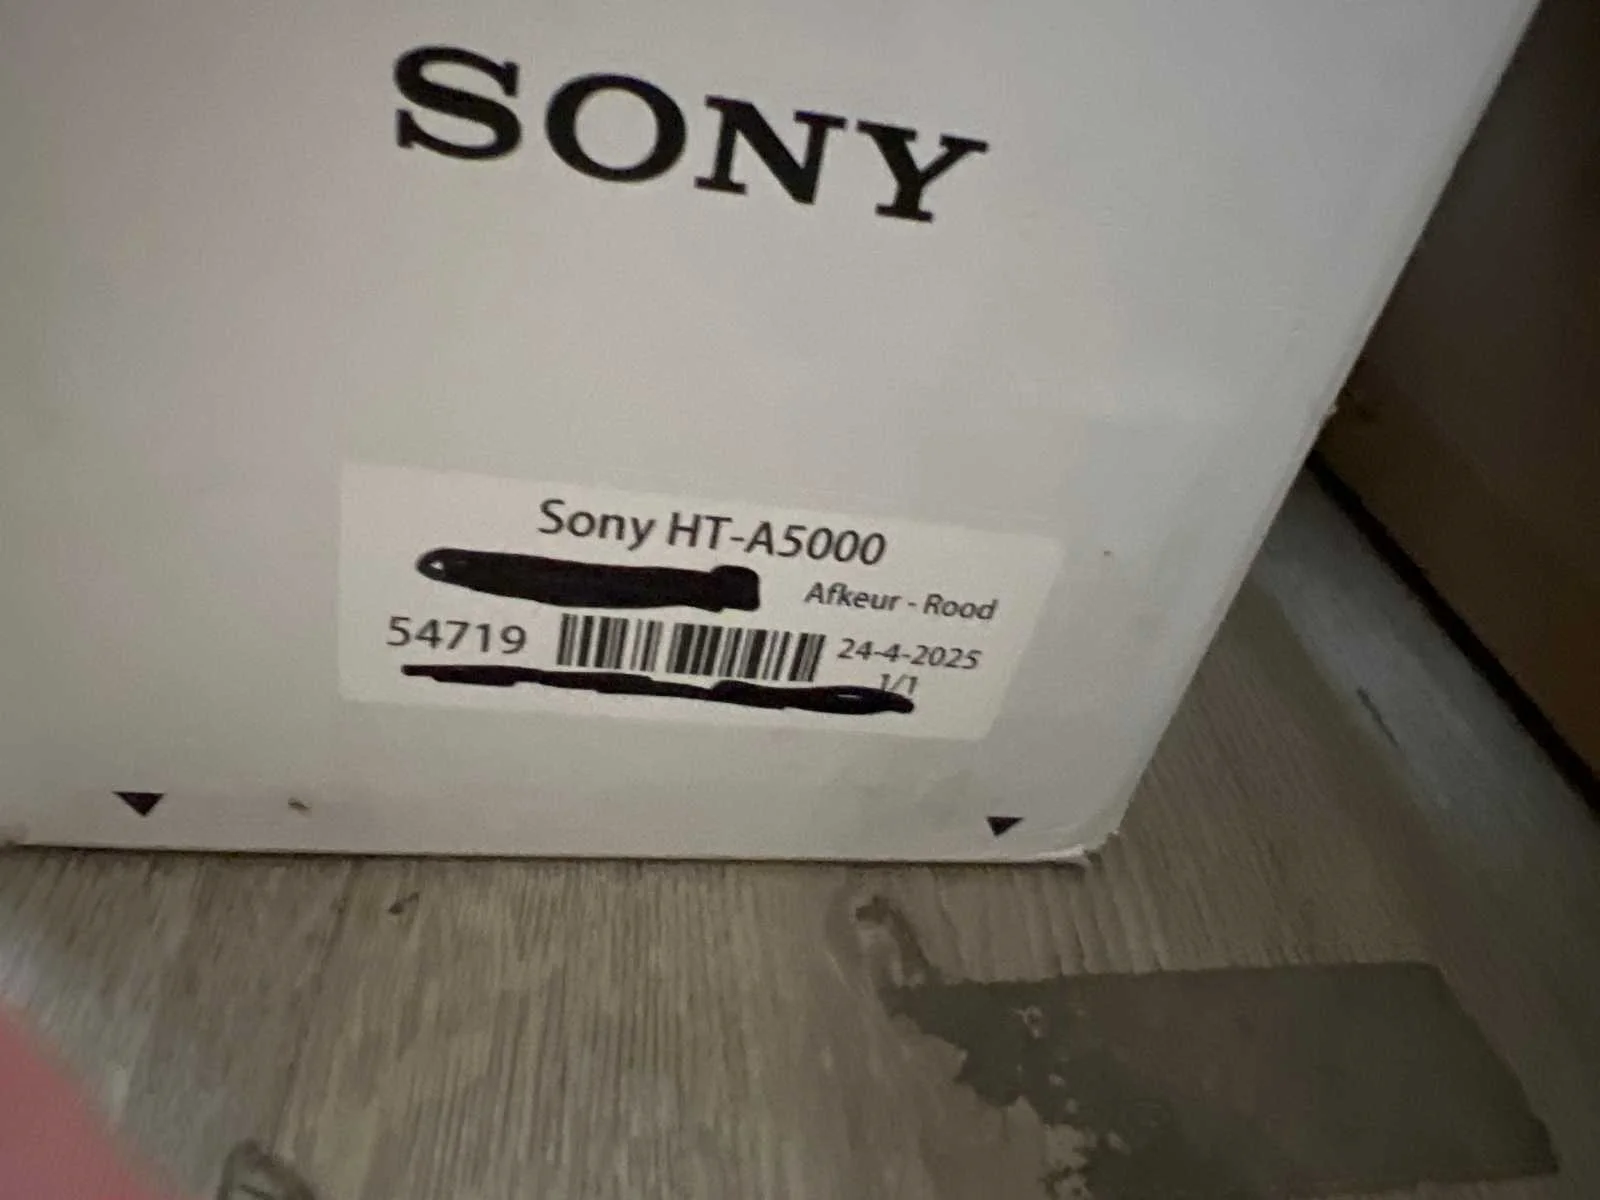 SONY
Sony HT-A5000
Afkeur - Rood
54719
24-4-2025
1/1